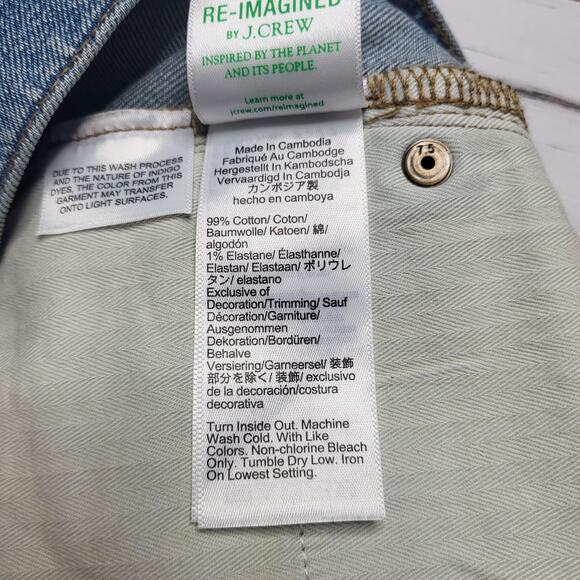 RE-IMAGINED
BY J.CREW
INSPIRED BY THE PLANET
AND ITS PEOPLE.
Learn more at
jcrew.com/reimagined
DUE TO THIS WASH PROCESS
AND THE NATURE OF INDIGO
DYES, THE COLOR FROM THIS
GARMENT MAY TRANSFER
ONTO LIGHT SURFACES.
Made In Cambodia
Fabriqué Au Cambodge
Hergestellt In Kambodscha
Vervaardigd In Cambodja
カンボジア製
hecho en camboya
99% Cotton/ Coton/
Baumwolle/ Katoen/ 綿/
algodón
1% Elastane/ Élasthanne/
Elastan/ Elastaan/ ポリウレ
タン/ elastano
Exclusive of
Decoration/Trimming/ Sauf
Décoration/Garniture/
Ausgenommen
Dekoration/Bordüren/
Behalve
Versiering/Garneersel/ 装飾
部分を除く/ 装飾/ exclusivo
de la decoración/costura
decorativa
Turn Inside Out. Machine
Wash Cold. With Like
Colors. Non-chlorine Bleach
Only. Tumble Dry Low. Iron
On Lowest Setting.
7.5